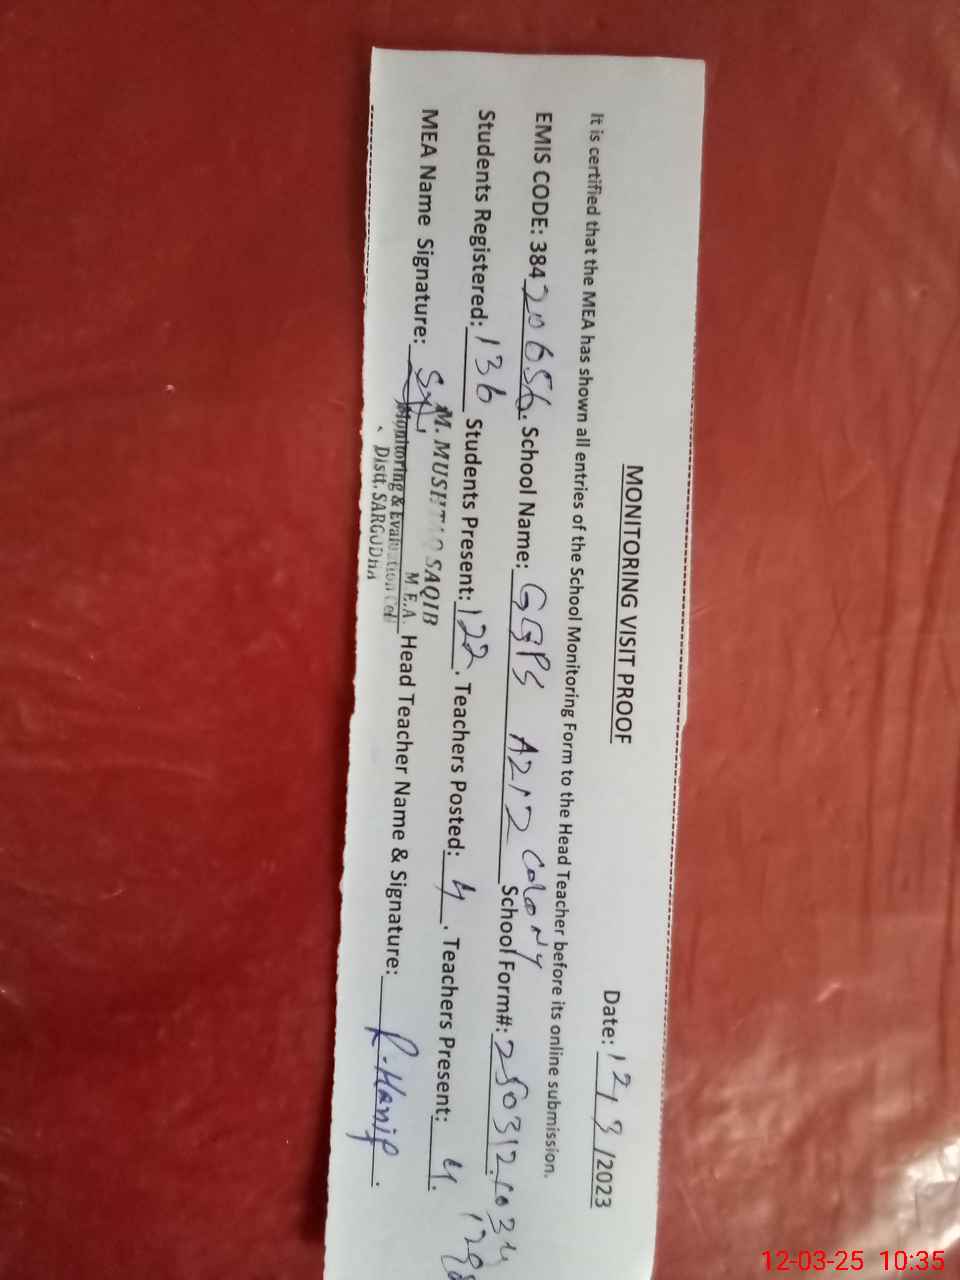 MONITORING VISIT PROOF
Date: 12/3/2023
It is certified that the MEA has shown all entries of the School Monitoring Form to the Head Teacher before its online submission.
EMIS CODE: 38420656. School Name: GGPS AZIZ COLONY School Form#: 250312
Students Registered: 136 Students Present: 122. Teachers Posted: 4. Teachers Present: 4.
M. MUSHTAQ SAQIB
M.E.A
MEA Name Signature: Monitoring & Evaluation Cell Head Teacher Name & Signature: R. Hanif.
Distt. SARGODHA
12-03-25 10:35